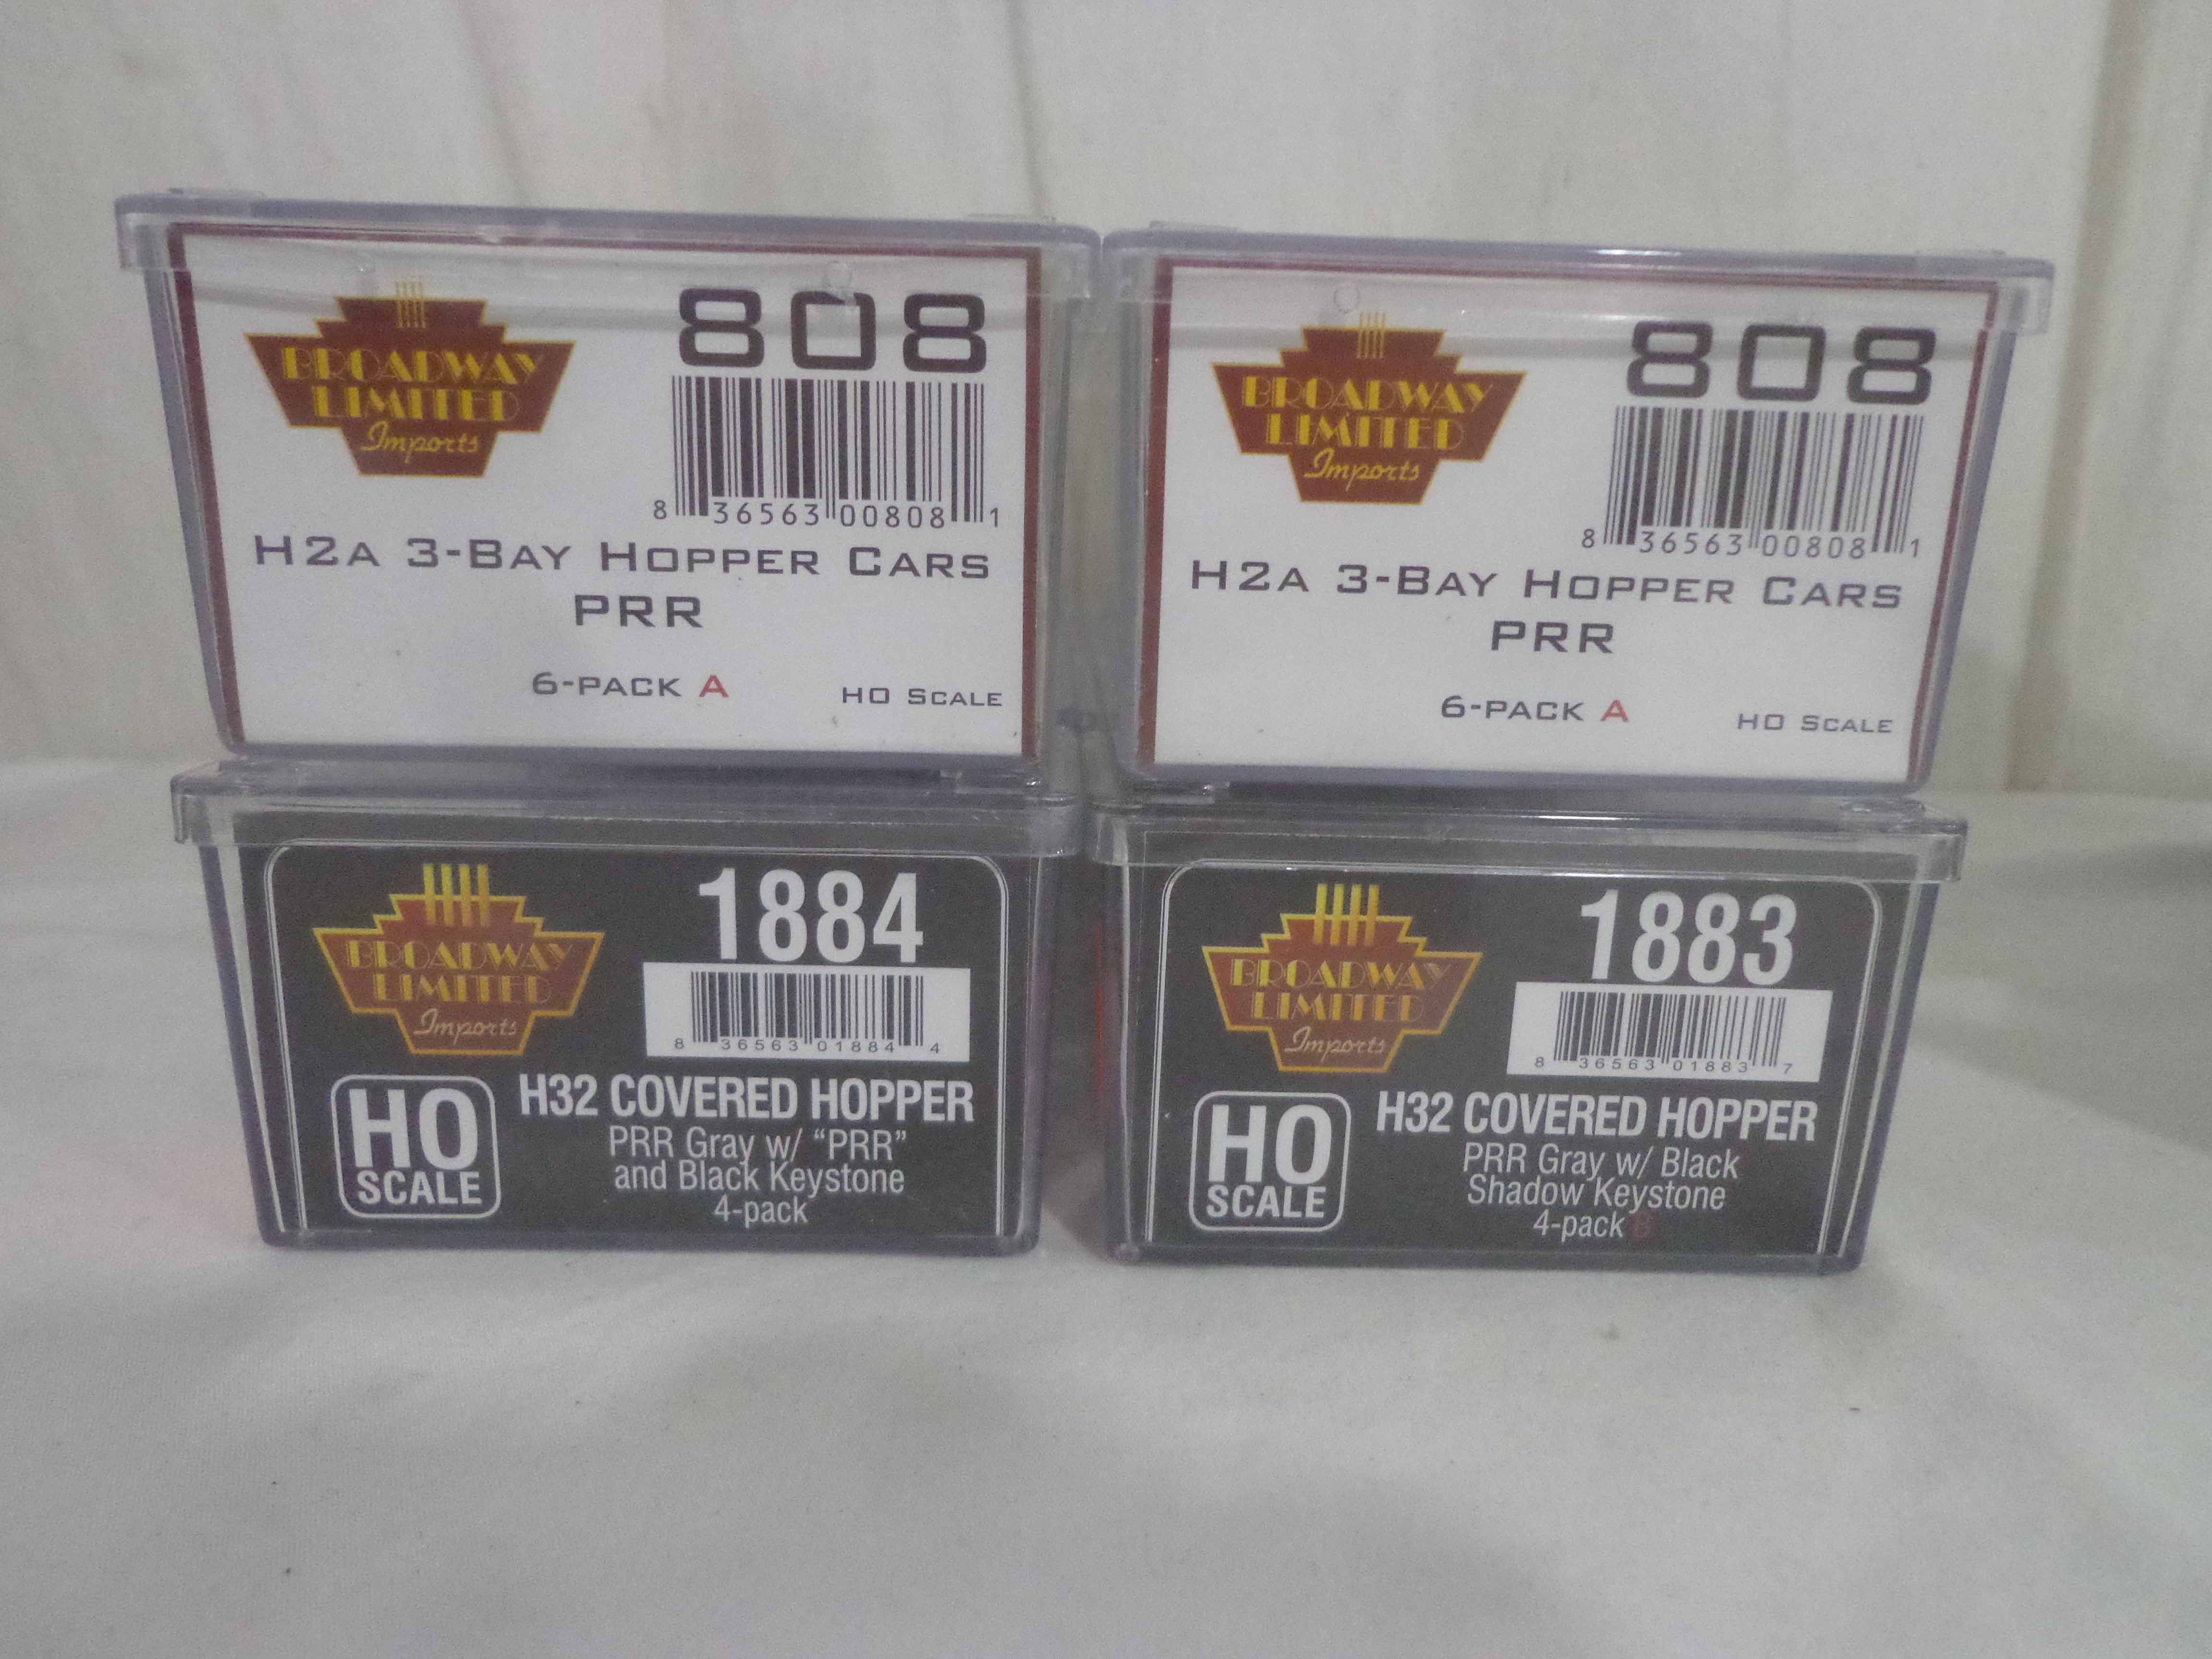 BROADWAY
LIMITED
Imports
808
8 36563 00808 1
H2A 3-BAY HOPPER CARS
PRR
6-PACK A
HO SCALE
BROADWAY
LIMITED
Imports
808
8 36563 00808 1
H2A 3-BAY HOPPER CARS
PRR
6-PACK A
HO SCALE
BROADWAY
LIMITED
Imports
1884
8 36563 01884 4
HO
SCALE
H32 COVERED HOPPER
PRR Gray w/ “PRR”
and Black Keystone
4-pack
BROADWAY
LIMITED
Imports
1883
8 36563 01883 7
HO
SCALE
H32 COVERED HOPPER
PRR Gray w/ Black
Shadow Keystone
4-pack B